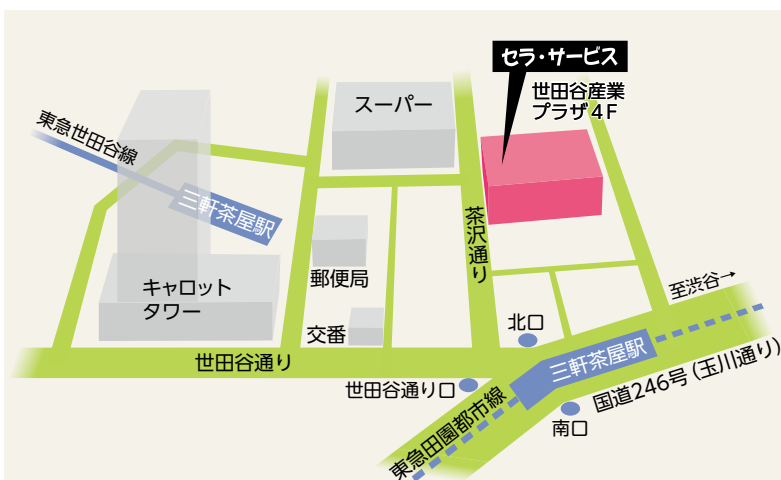 セラ・サービス
世田谷産業
プラザ4F
スーパー
東急世田谷線
三軒茶屋駅
茶沢通り
キャロット
タワー
郵便局
交番
至渋谷→
北口
世田谷通り
三軒茶屋駅
世田谷通り口
国道246号（玉川通り）
東急田園都市線
南口